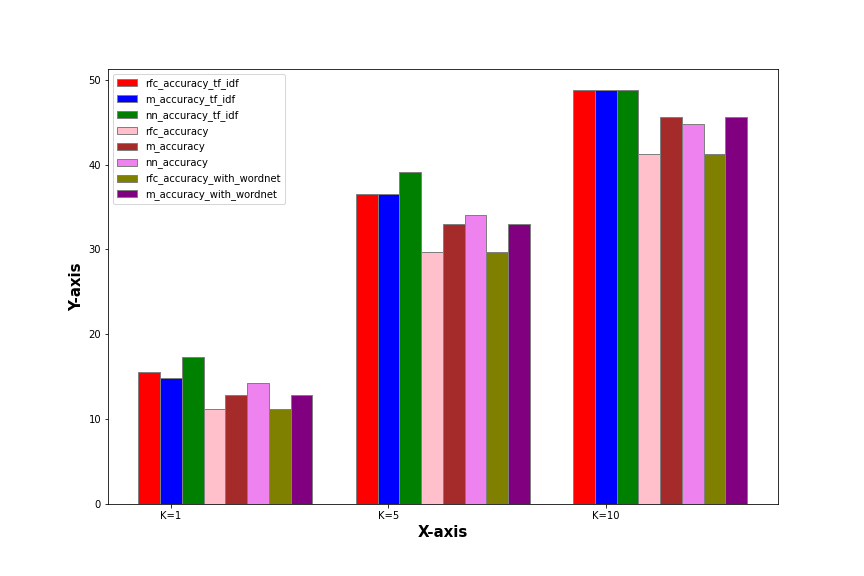 50
40
30
20
10
0
Y-axis
rfc_accuracy_tf_idf
m_accuracy_tf_idf
nn_accuracy_tf_idf
rfc_accuracy
m_accuracy
nn_accuracy
rfc_accuracy_with_wordnet
m_accuracy_with_wordnet
K=1 K=5 K=10
X-axis